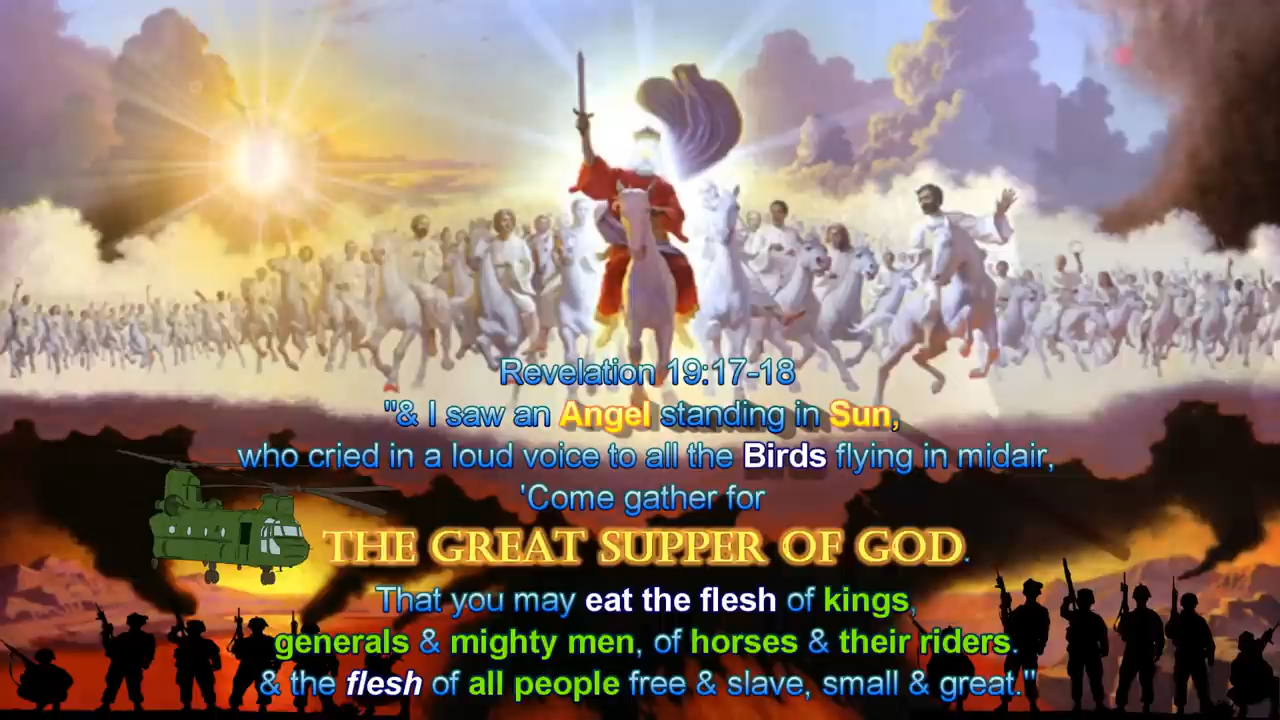 Revelation 19:17-18
"& I saw an Angel standing in Sun,
who cried in a loud voice to all the Birds flying in midair,
'Come gather for
THE GREAT SUPPER OF GOD.
That you may eat the flesh of kings,
generals & mighty men, of horses & their riders.
& the flesh of all people free & slave, small & great."